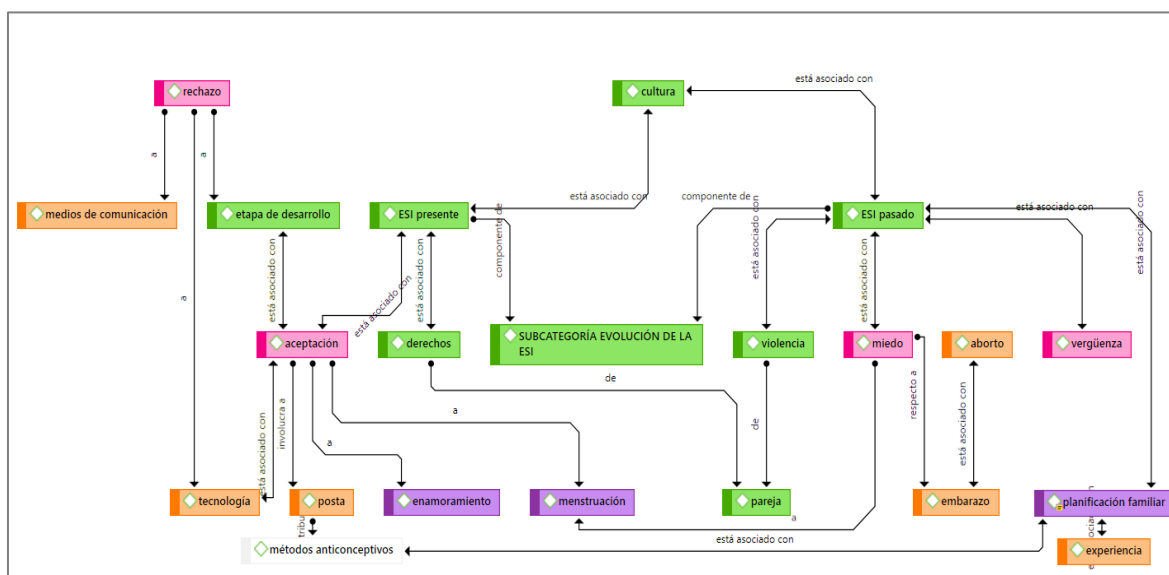 está asociado con
rechazo
cultura
a
a
está asociado con
componente de
medios de comunicación
etapa de desarrollo
ESI presente
ESI pasado
está asociado con
está asociado con
está asociado con
está asociado con
está asociado con
componente de
está asociado con
está asociado con
a
aceptación
derechos
SUBCATEGORÍA EVOLUCIÓN DE LA
ESI
violencia
miedo
aborto
vergüenza
de
respecto a
a
está asociado con
involucra a
a
de
está asociado con
tecnología
posta
enamoramiento
menstruación
pareja
embarazo
planificación familiar
a
está asociado con
métodos anticonceptivos
experiencia